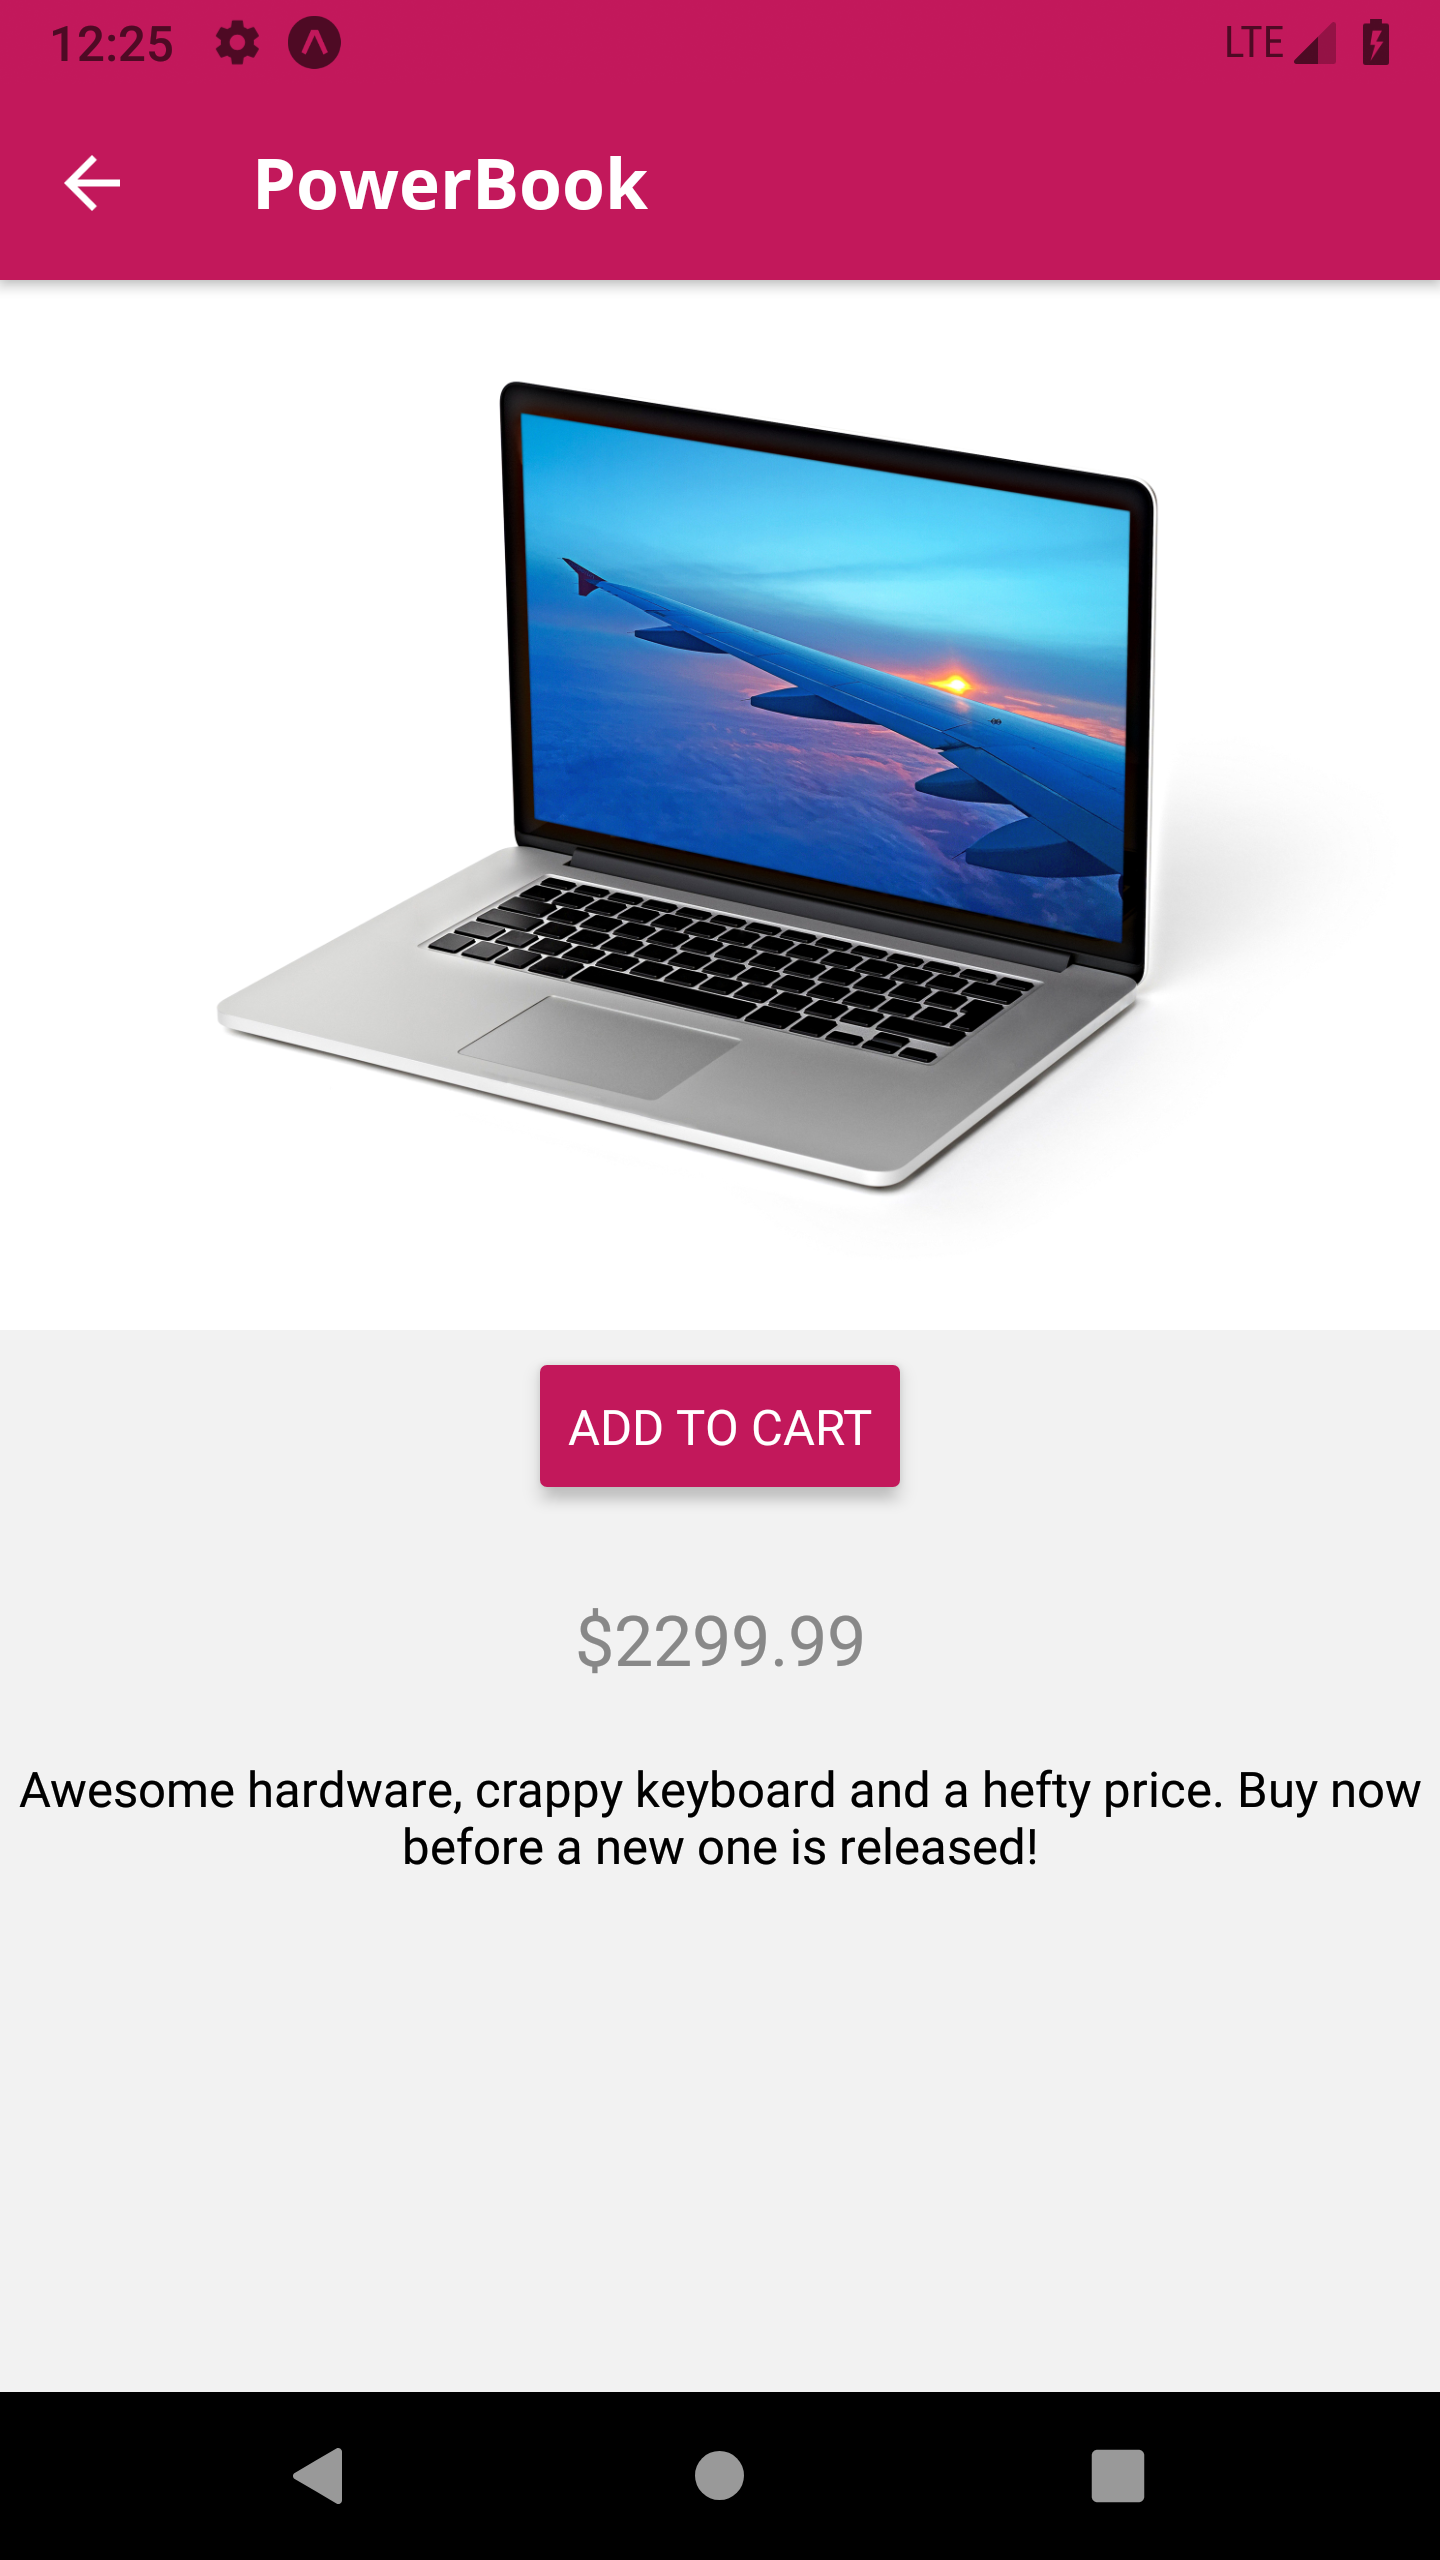 12:25 LTE
PowerBook
ADD TO CART
$2299.99
Awesome hardware, crappy keyboard and a hefty price. Buy now
before a new one is released!